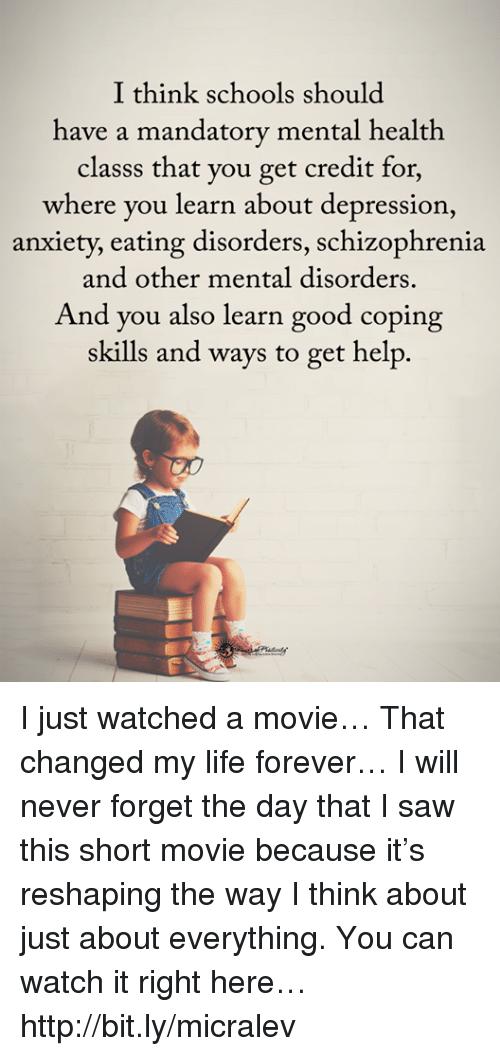 I think schools should
have a mandatory mental health
classs that you get credit for,
where you learn about depression,
anxiety, eating disorders, schizophrenia
and other mental disorders.
And you also learn good coping
skills and ways to get help.
I just watched a movie… That
changed my life forever… I will
never forget the day that I saw
this short movie because it’s
reshaping the way I think about
just about everything. You can
watch it right here…
http://bit.ly/micralev